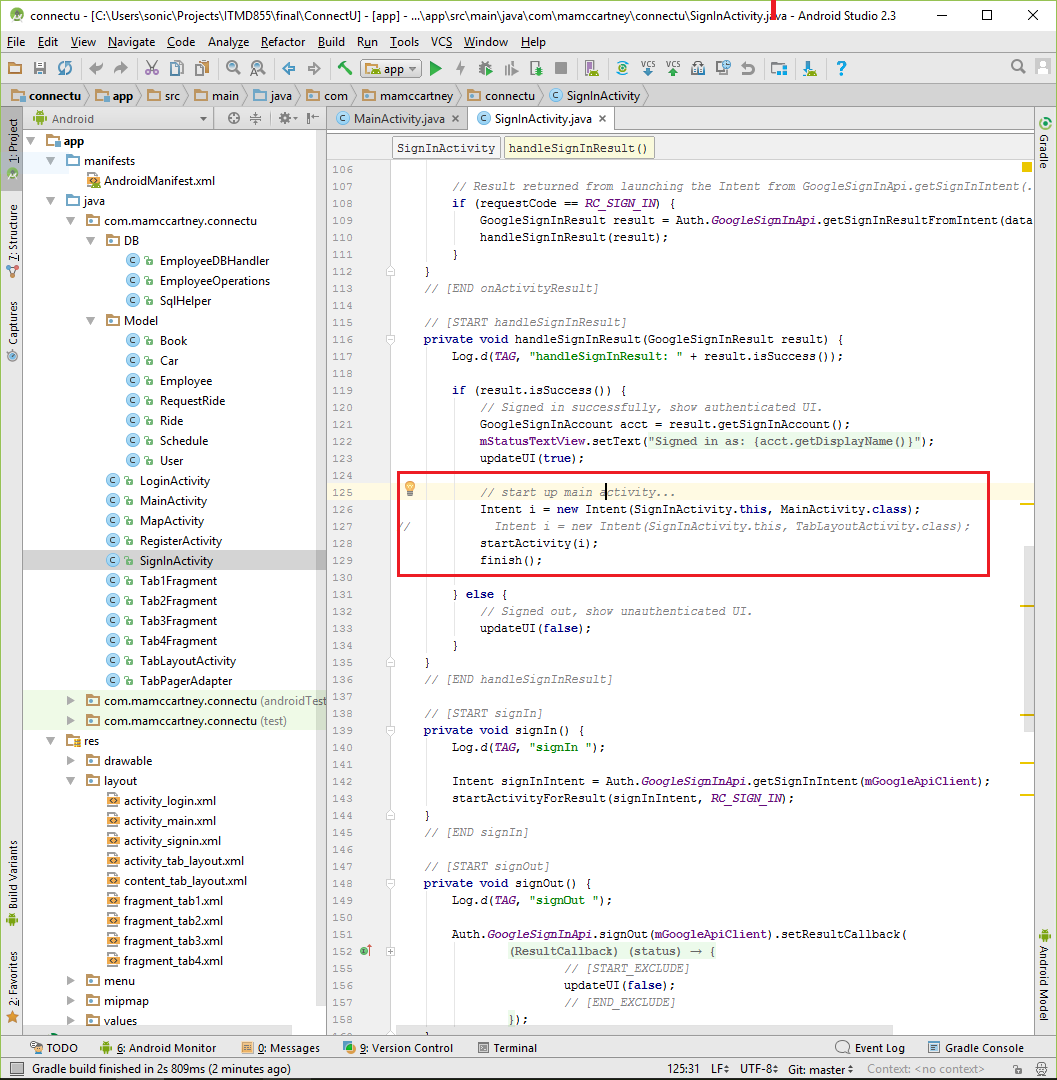 connectu - [C:\Users\sonic\Projects\ITMD855\final\ConnectU] - [app] - ...\app\src\main\java\com\mamccartney\connectu\SignInActivity.java - Android Studio 2.3
File Edit View Navigate Code Analyze Refactor Build Run Tools VCS Window Help
app VCS VCS ?
connectu app src main java com mamccartney connectu SignInActivity
1: Project
7: Structure
Captures
Build Variants
2: Favorites
Android
app
manifests
AndroidManifest.xml
java
com.mamccartney.connectu
DB
EmployeeDBHandler
EmployeeOperations
SqlHelper
Model
Book
Car
Employee
RequestRide
Ride
Schedule
User
LoginActivity
MainActivity
MapActivity
RegisterActivity
SignInActivity
Tab1Fragment
Tab2Fragment
Tab3Fragment
Tab4Fragment
TabLayoutActivity
TabPagerAdapter
com.mamccartney.connectu (androidTest
com.mamccartney.connectu (test)
res
drawable
layout
activity_login.xml
activity_main.xml
activity_signin.xml
activity_tab_layout.xml
content_tab_layout.xml
fragment_tab1.xml
fragment_tab2.xml
fragment_tab3.xml
fragment_tab4.xml
menu
mipmap
values
MainActivity.java SignInActivity.java
SignInActivity handleSignInResult()
106
107 // Result returned from launching the Intent from GoogleSignInApi.getSignInIntent(.
108 if (requestCode == RC_SIGN_IN) {
109 GoogleSignInResult result = Auth.GoogleSignInApi.getSignInResultFromIntent(data
110 handleSignInResult(result);
111 }
112 }
113 // [END onActivityResult]
114
115 // [START handleSignInResult]
116 private void handleSignInResult(GoogleSignInResult result) {
117 Log.d(TAG, "handleSignInResult: " + result.isSuccess());
118
119 if (result.isSuccess()) {
120 // Signed in successfully, show authenticated UI.
121 GoogleSignInAccount acct = result.getSignInAccount();
122 mStatusTextView.setText("Signed in as: {acct.getDisplayName()}");
123 updateUI(true);
124
125 // start up main activity...
126 Intent i = new Intent(SignInActivity.this, MainActivity.class);
127 // Intent i = new Intent(SignInActivity.this, TabLayoutActivity.class);
128 startActivity(i);
129 finish();
130
131 } else {
132 // Signed out, show unauthenticated UI.
133 updateUI(false);
134 }
135 }
136 // [END handleSignInResult]
137
138 // [START signIn]
139 private void signIn() {
140 Log.d(TAG, "signIn ");
141
142 Intent signInIntent = Auth.GoogleSignInApi.getSignInIntent(mGoogleApiClient);
143 startActivityForResult(signInIntent, RC_SIGN_IN);
144 }
145 // [END signIn]
146
147 // [START signOut]
148 private void signOut() {
149 Log.d(TAG, "signOut ");
150
151 Auth.GoogleSignInApi.signOut(mGoogleApiClient).setResultCallback(
152 (ResultCallback) (status) → {
155 // [START_EXCLUDE]
156 updateUI(false);
157 // [END_EXCLUDE]
158 });
Gradle
Android Model
TODO 6: Android Monitor 0: Messages 9: Version Control Terminal Event Log Gradle Console
Gradle build finished in 2s 809ms (2 minutes ago) 125:31 LF UTF-8 Git: master Context: <no context>